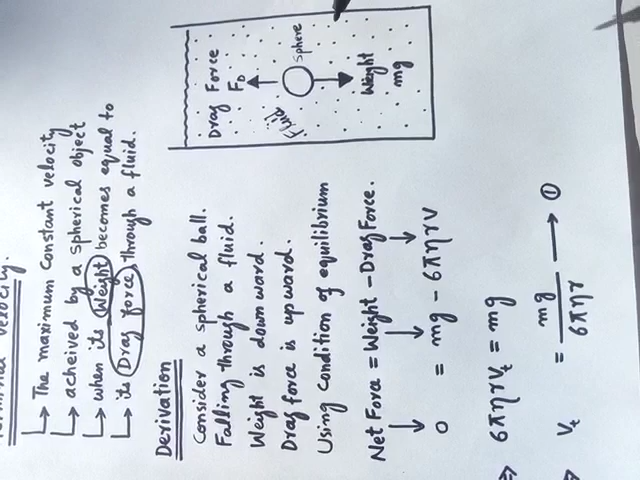 Terminal Velocity.
↳ The maximum Constant velocity
↳ acheived by a spherical object
↳ when its Weight becomes equal to
↳ its Drag force, through a fluid.
Derivation
Consider a spherical ball.
Falling through a fluid.
Weight is downward.
Drag force is upward.
Using Condition of equilibrium
Net Force = Weight - Drag Force.
0 = mg - 6πηrv
⇒ 6πηrVt = mg
⇒ Vt = mg / 6πηr → ①
Drag Force
FD
Fluid
sphere
Weight
mg